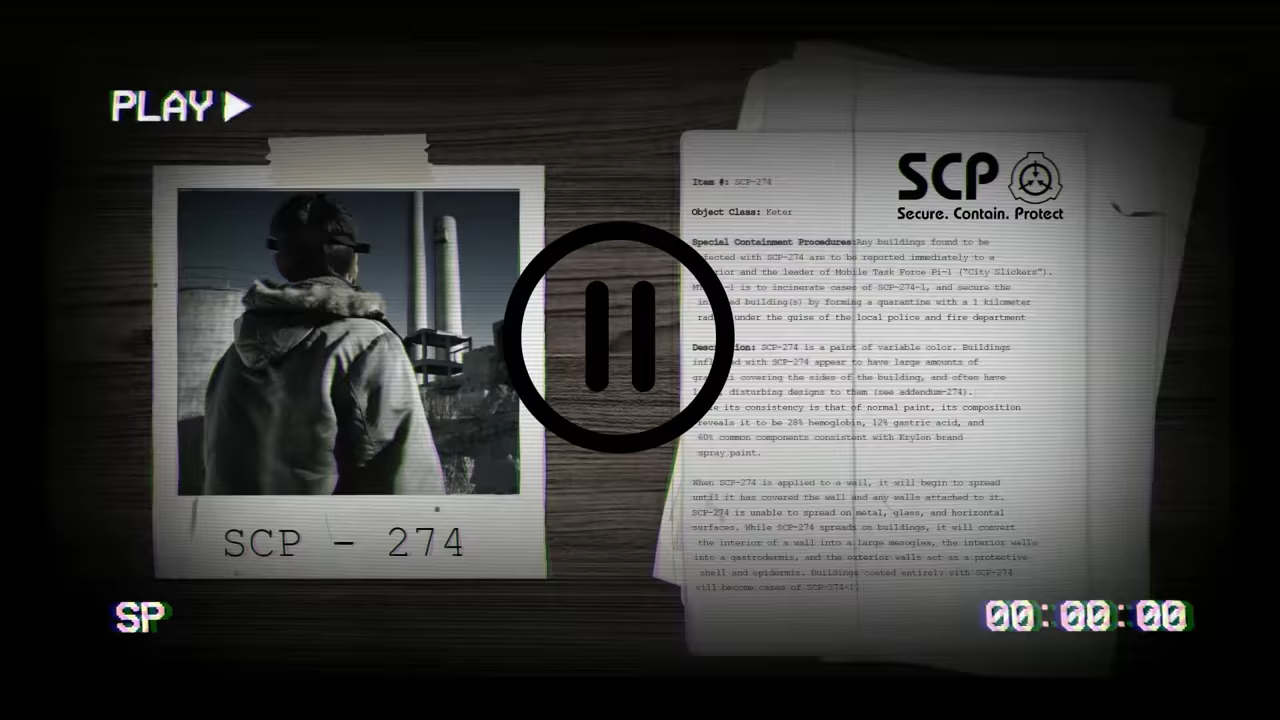 PLAY
SCP
Secure. Contain. Protect
Item #: SCP-274
Object Class: Keter
Special Containment Procedures:Any buildings found to be
with SCP-274 are to be reported immediately to a
and the leader of Mobile Task Force Pi-1 ("City Slickers").
is to incinerate cases of SCP-274-1, and secure the
building(s) by forming a quarantine with a 1 kilometer
under the guise of the local police and fire department
SCP-274 is a paint of variable color. Buildings
with SCP-274 appear to have large amounts of
covering the sides of the building, and often have
disturbing designs to them (see addendum-274).
its consistency is that of normal paint, its composition
reveals it to be 28% hemoglobin, 12% gastric acid, and
60% common components consistent with Krylon brand
spray paint.
When SCP-274 is applied to a wall, it will begin to spread
until it has covered the wall and any walls attached to it.
SCP-274 is unable to spread on metal, glass, and horizontal
surfaces. While SCP-274 spreads on buildings, it will convert
the interior of a wall into a large mesoglea, the interior walls
into a gastrodermis, and the exterior walls act as a protective
shell and epidermis. Buildings coated entirely with SCP-274
will become cases of SCP-274-1).
SCP - 274
SP
00:00:00